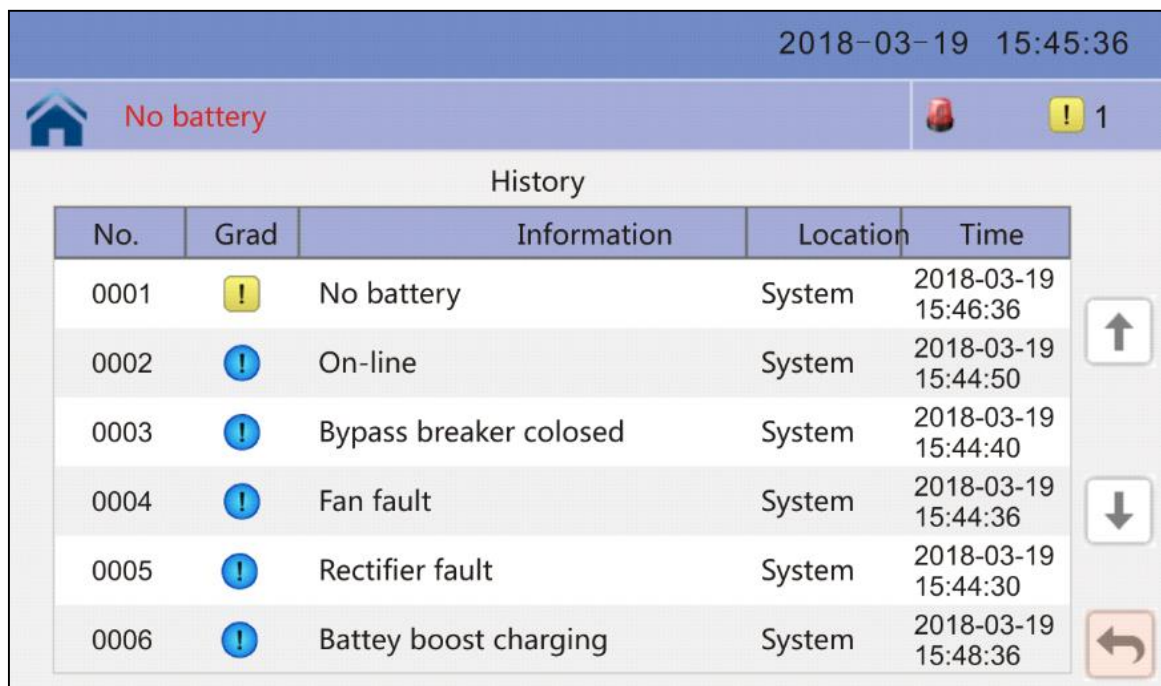 2018-03-19 15:45:36
No battery ! 1
History
No. Grad Information Location Time
0001 ! No battery System 2018-03-19
15:46:36
0002 ! On-line System 2018-03-19
15:44:50
0003 ! Bypass breaker colosed System 2018-03-19
15:44:40
0004 ! Fan fault System 2018-03-19
15:44:36
0005 ! Rectifier fault System 2018-03-19
15:44:30
0006 ! Battey boost charging System 2018-03-19
15:48:36